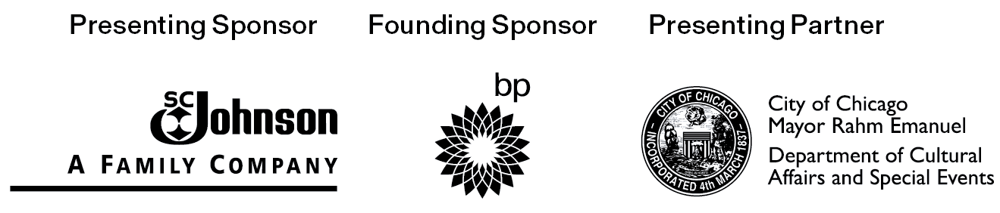 Presenting Sponsor
SC Johnson
A FAMILY COMPANY
Founding Sponsor
bp
Presenting Partner
CITY OF CHICAGO
INCORPORATED 4th MARCH 1837
City of Chicago
Mayor Rahm Emanuel
Department of Cultural
Affairs and Special Events